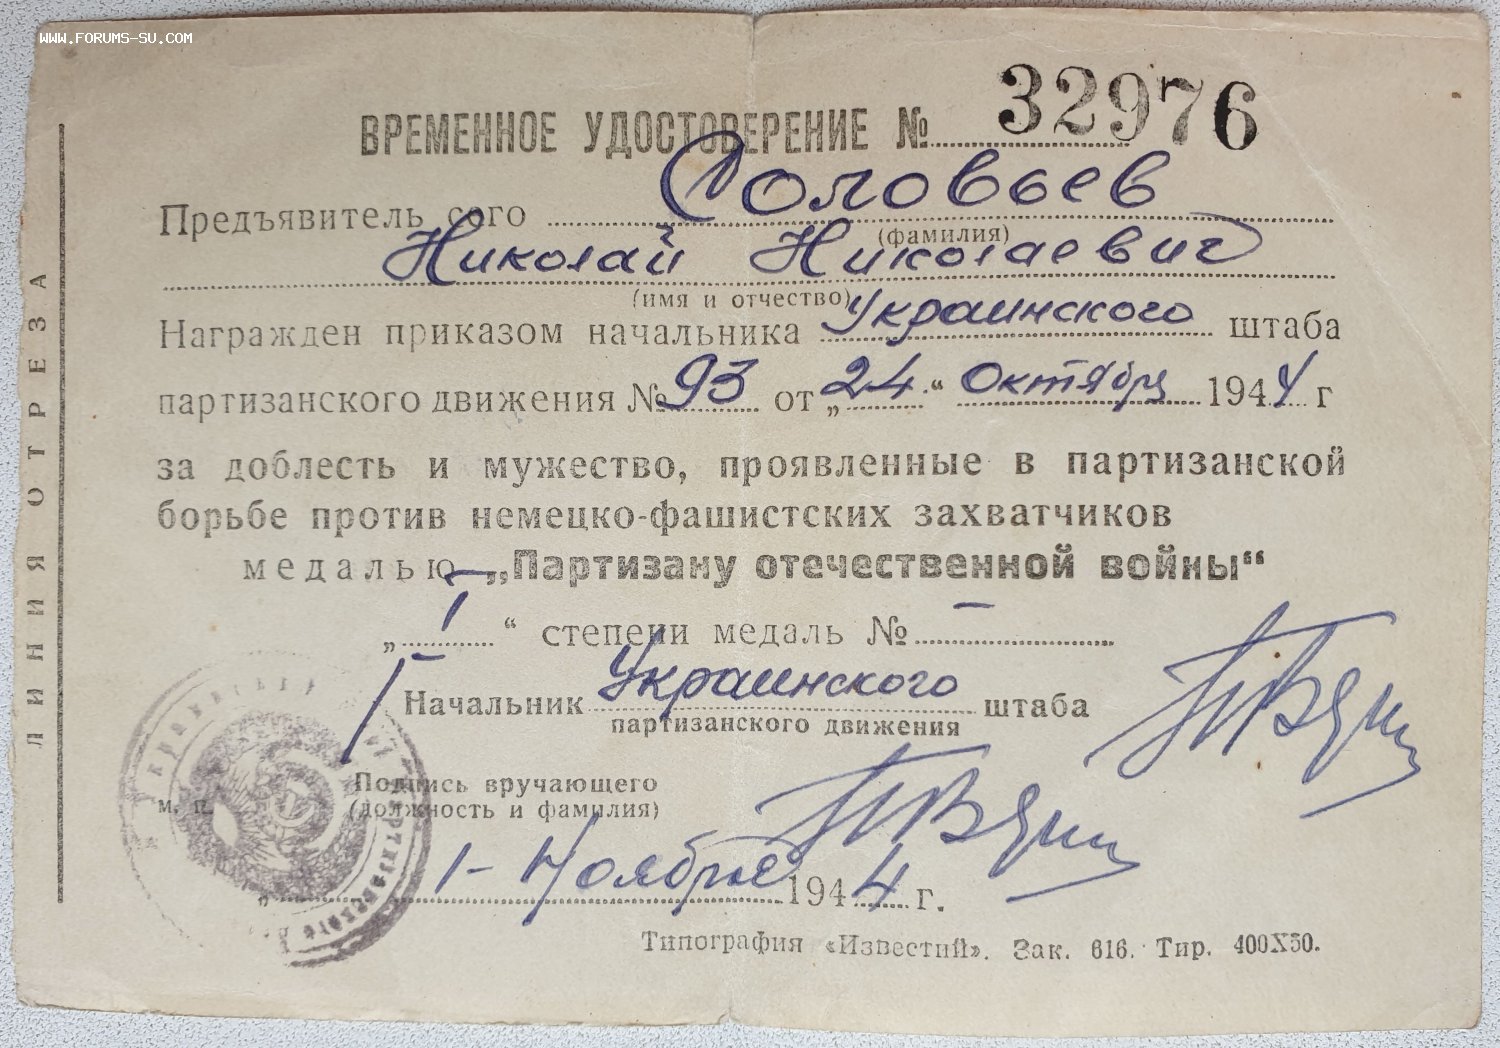 WWW.FORUMS-SU.COM
ЛИНИЯ ОТРЕЗА
ВРЕМЕННОЕ УДОСТОВЕРЕНИЕ № 32976
Предъявитель сего Соловьев
(фамилия)
Николай Николаевич
(имя и отчество)
Награжден приказом начальника Украинского штаба
партизанского движения № 93 от „24“ Октября 1944 г
за доблесть и мужество, проявленные в партизанской
борьбе против немецко-фашистских захватчиков
медалью „Партизану отечественной войны“
„I“ степени медаль № —
Начальник Украинского штаба
партизанского движения
Подпись вручающего
м. п. (должность и фамилия)
„1- Ноября 1944 г.
Типография «Известий». Зак. 616. Тир. 400X50.